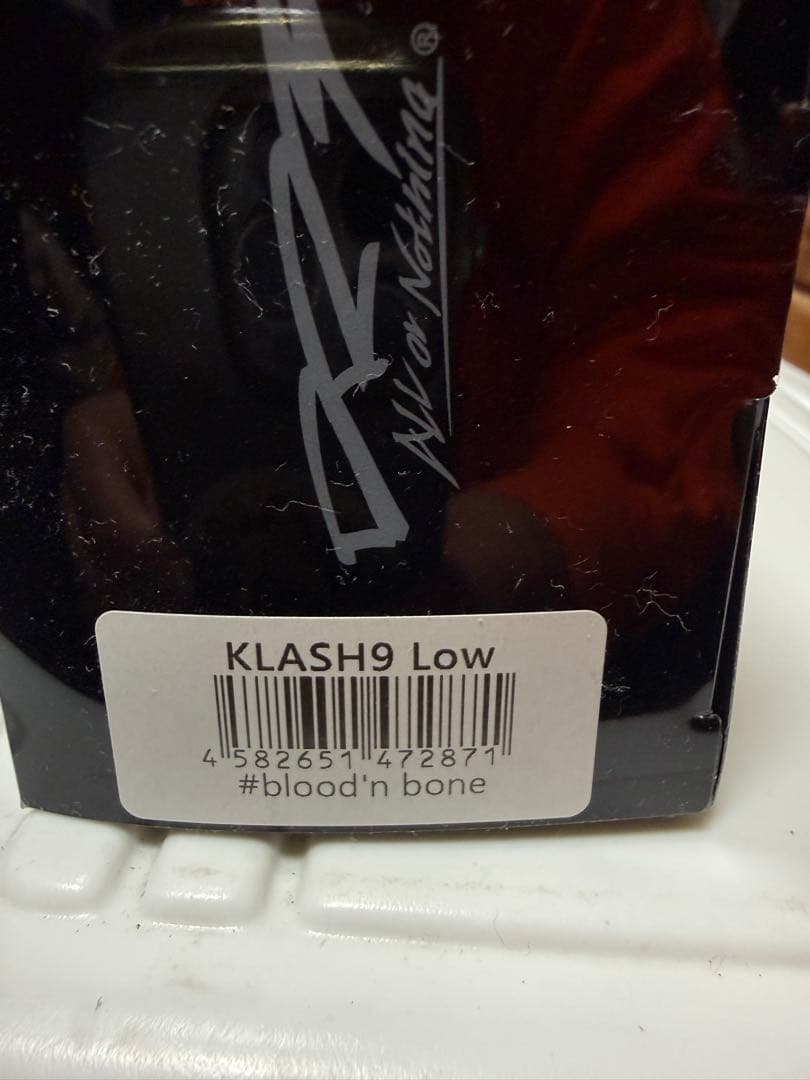 All or Nothing®
KLASH9 Low
4 582651 472871
#blood'n bone